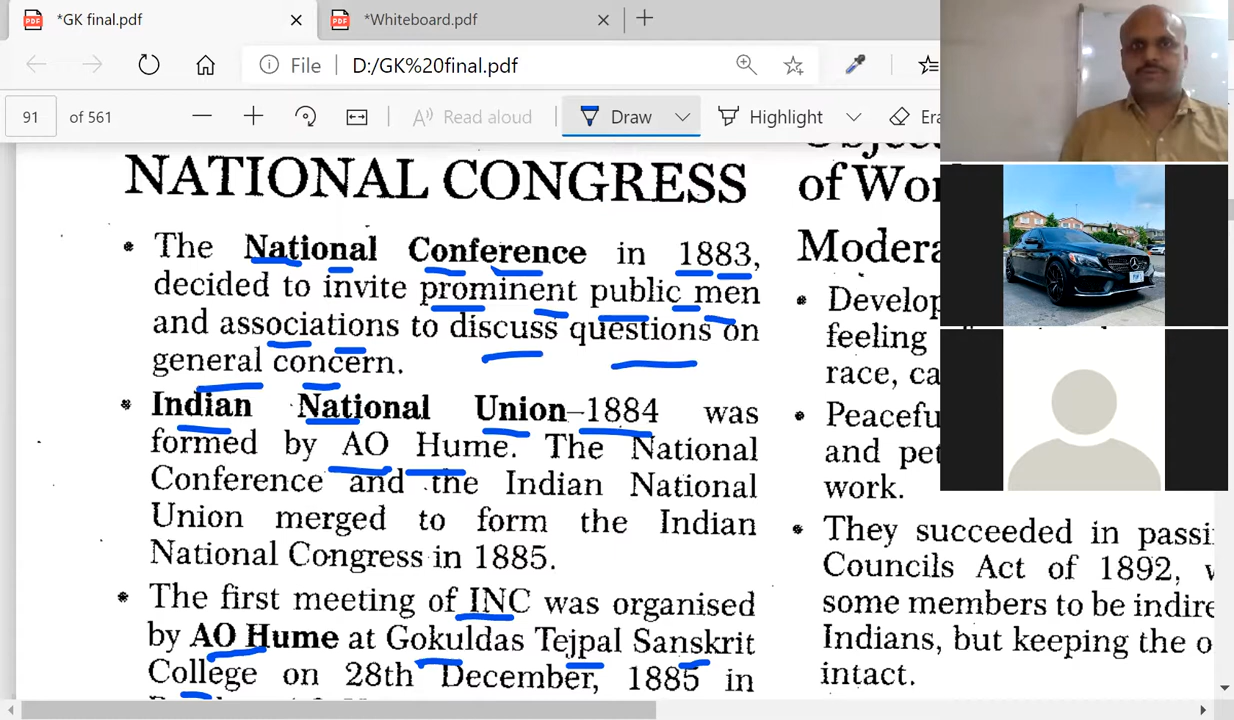 *GK final.pdf
*Whiteboard.pdf
File D:/GK%20final.pdf
91 of 561
Read aloud
Draw
Highlight
Era
NATIONAL CONGRESS
• The National Conference in 1883,
decided to invite prominent public men
and associations to discuss questions on
general concern.
• Indian National Union–1884 was
formed by AO Hume. The National
Conference and the Indian National
Union merged to form the Indian
National Congress in 1885.
• The first meeting of INC was organised
by AO Hume at Gokuldas Tejpal Sanskrit
College on 28th December, 1885 in
of Wor
Modera
• Develop
feeling
race, ca
• Peacefu
and pet
work.
• They succeeded in passi
Councils Act of 1892, w
some members to be indire
Indians, but keeping the o
intact.